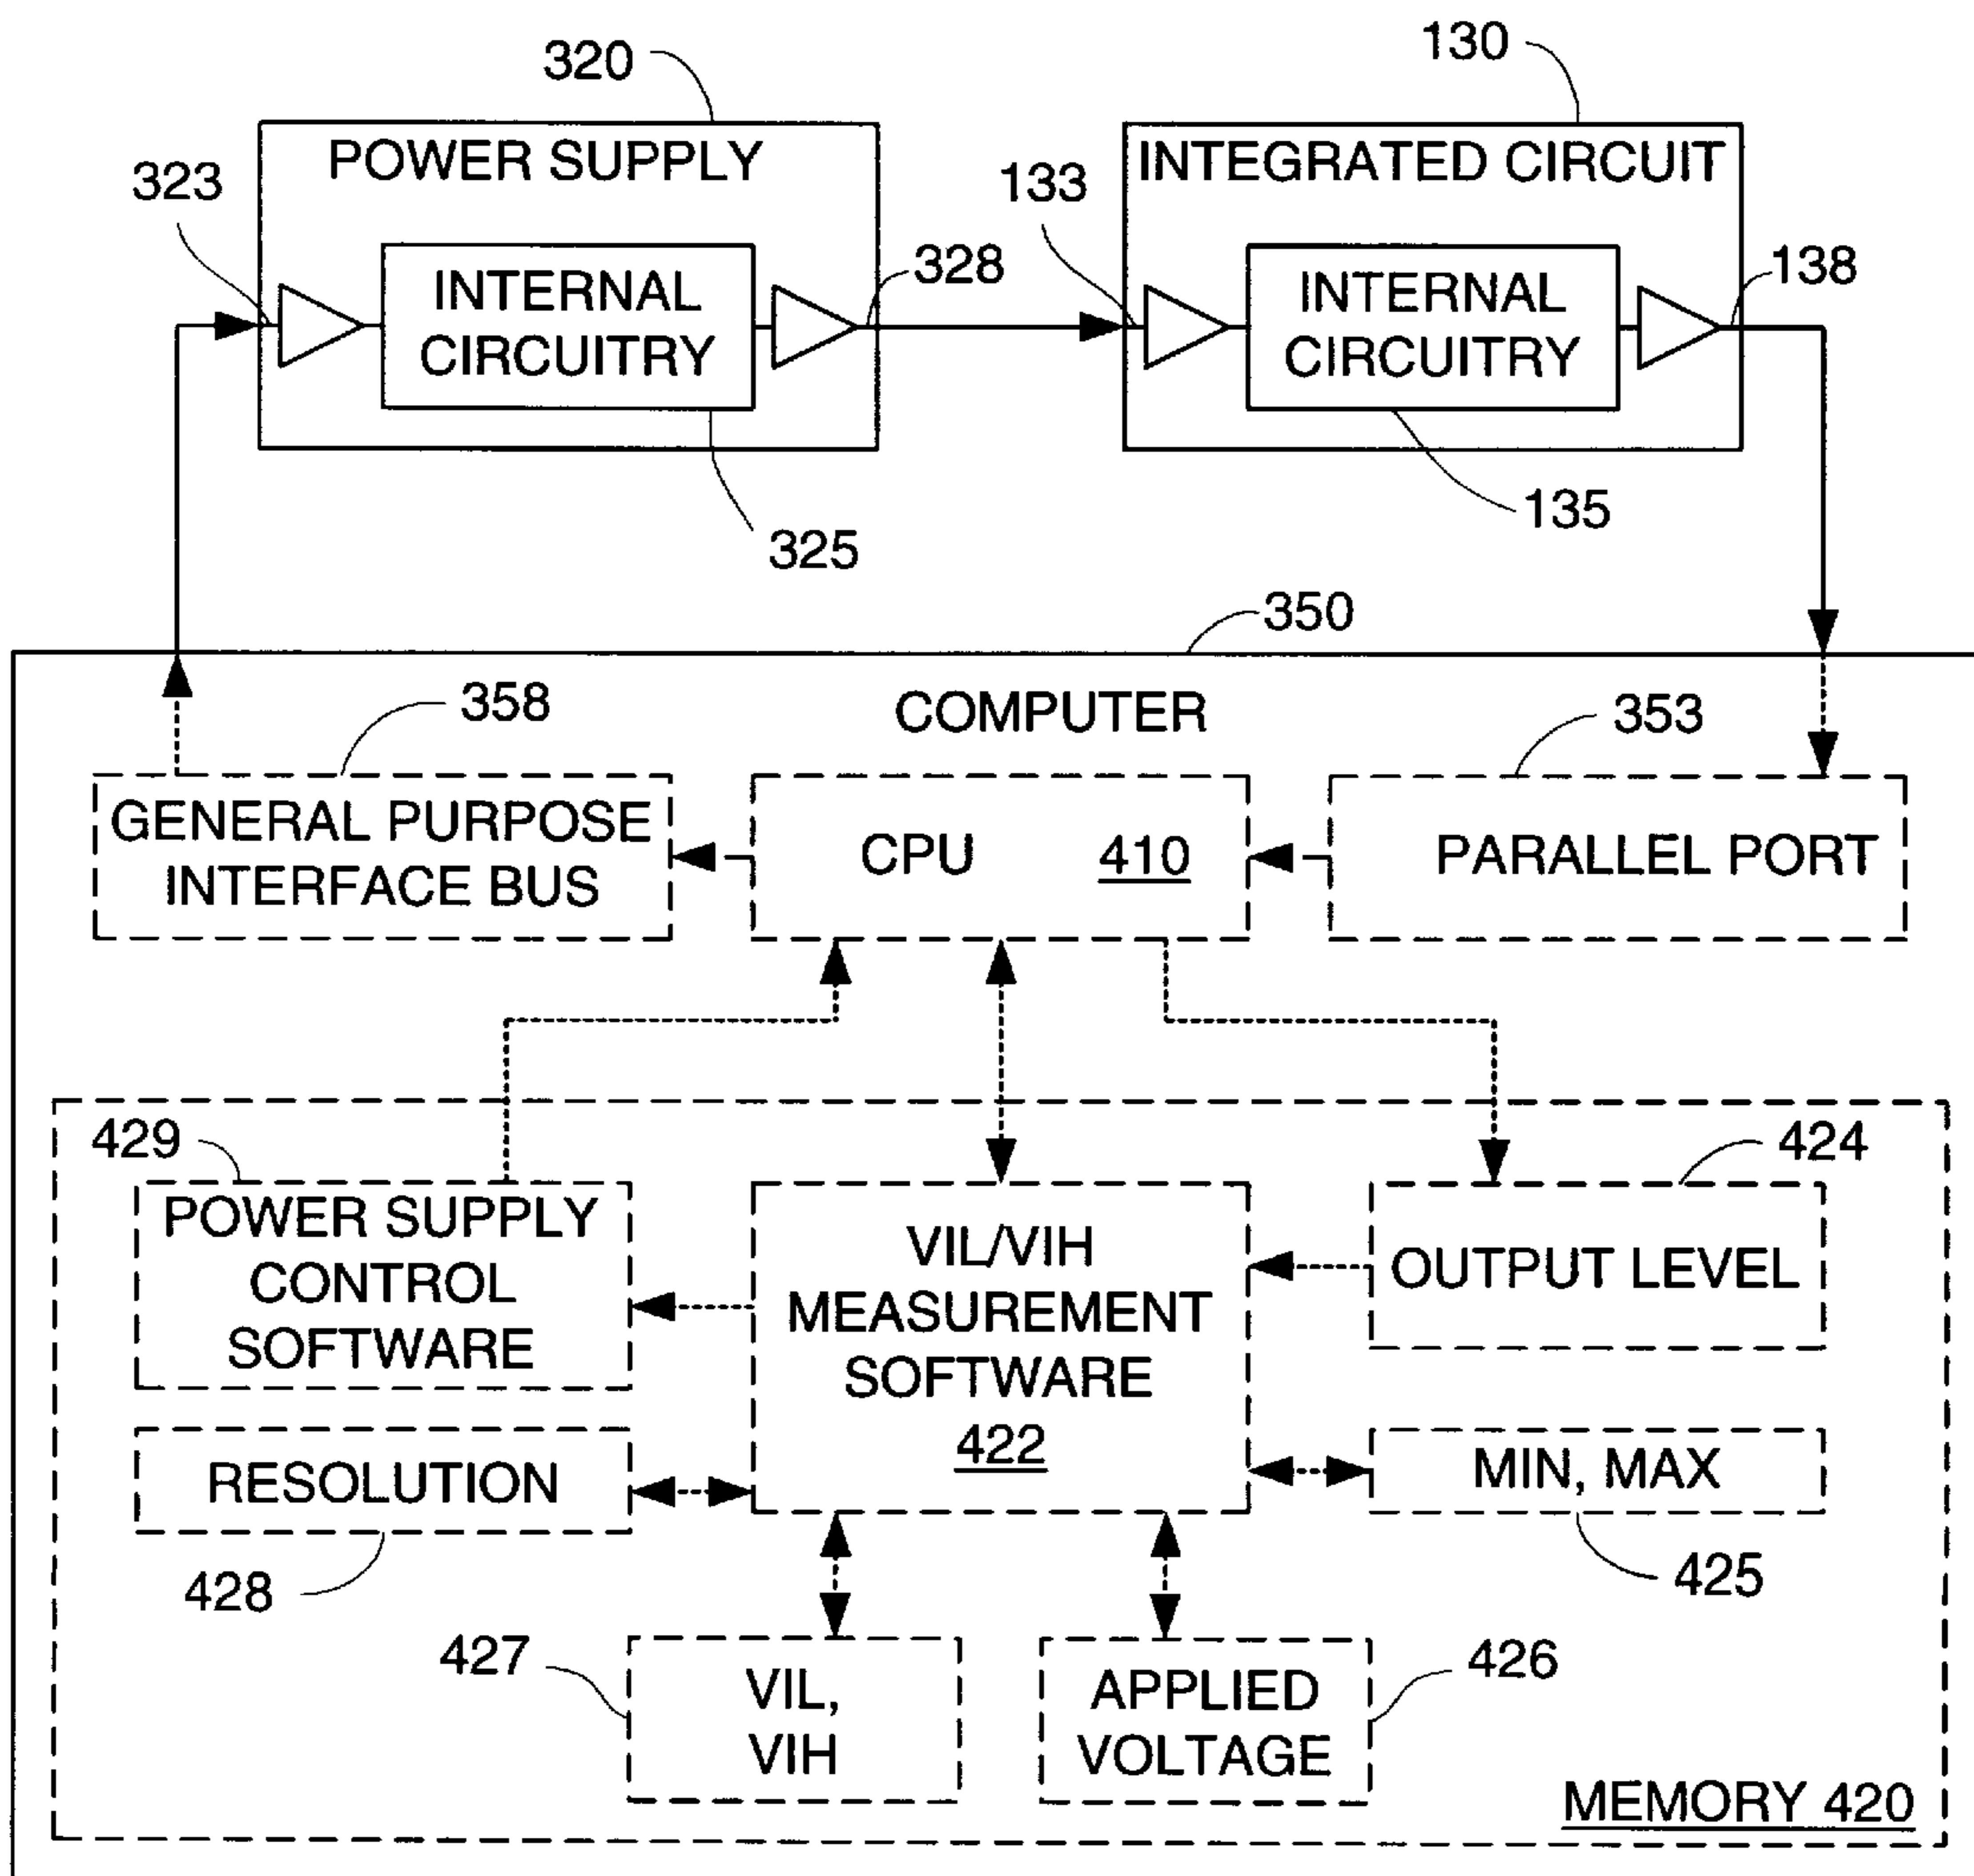 320
130
POWER SUPPLY
INTEGRATED CIRCUIT
323
133
328
138
INTERNAL
CIRCUITRY
INTERNAL
CIRCUITRY
325
135
350
COMPUTER
358
353
GENERAL PURPOSE
INTERFACE BUS
CPU 410
PARALLEL PORT
429
424
POWER SUPPLY
CONTROL
SOFTWARE
VIL/VIH
MEASUREMENT
SOFTWARE
422
OUTPUT LEVEL
RESOLUTION
MIN, MAX
428
425
427
426
VIL,
VIH
APPLIED
VOLTAGE
MEMORY 420